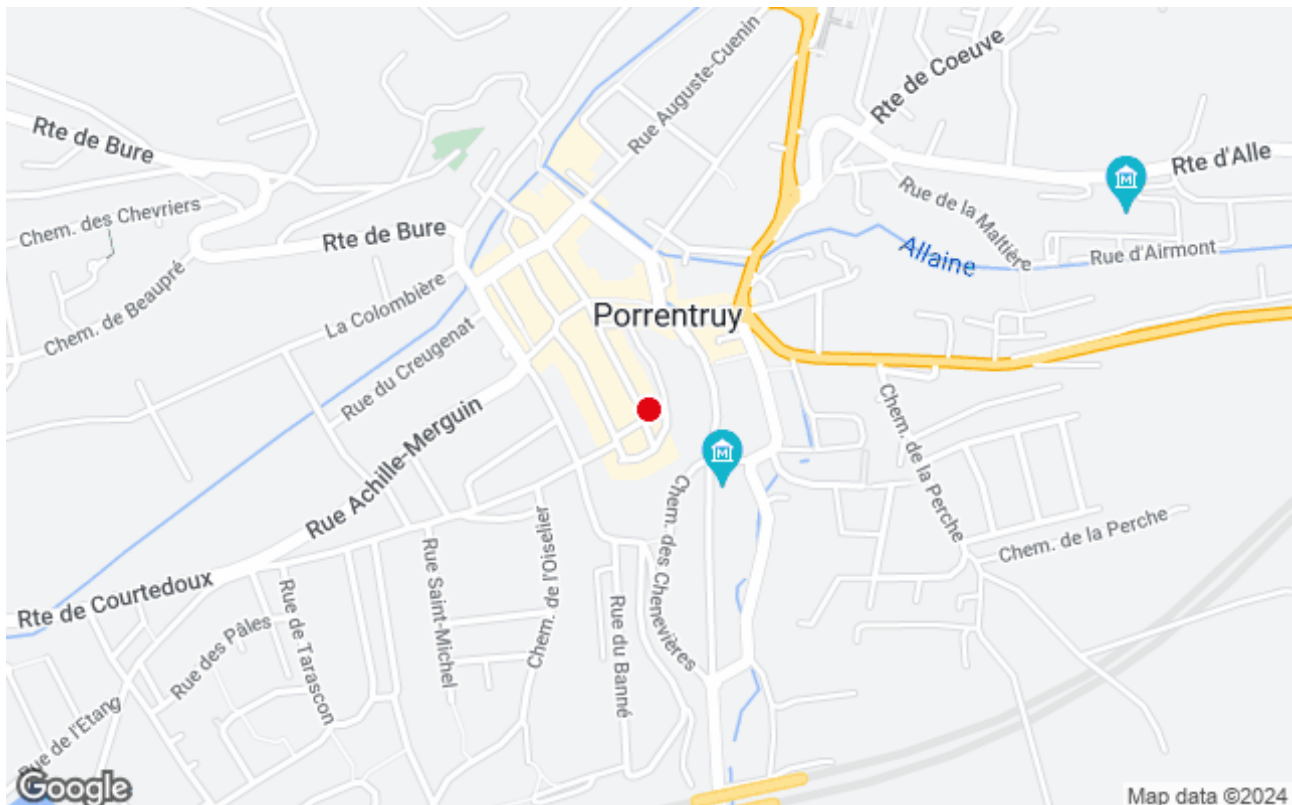 Rue Auguste-Cuenin
Rte de Coeuve
Rte de Bure
Rte d'Alle
M
Rue de la Maltière
Chem. des Chevriers
Rte de Bure
Allaine
Rue d'Airmont
Chem. de Beaupré
La Colombière
Porrentruy
Rue du Creugenat
Chem. de la Perche
Rue Achille-Merguin
M
Chem. des Chenevières
Chem. de l'Oiselier
Chem. de la Perche
Rte de Courtedoux
Rue Saint-Michel
Rue de Tarascon
Rue des Pâles
Rue du Banné
Rue de l'Etang
Google
Map data ©2024